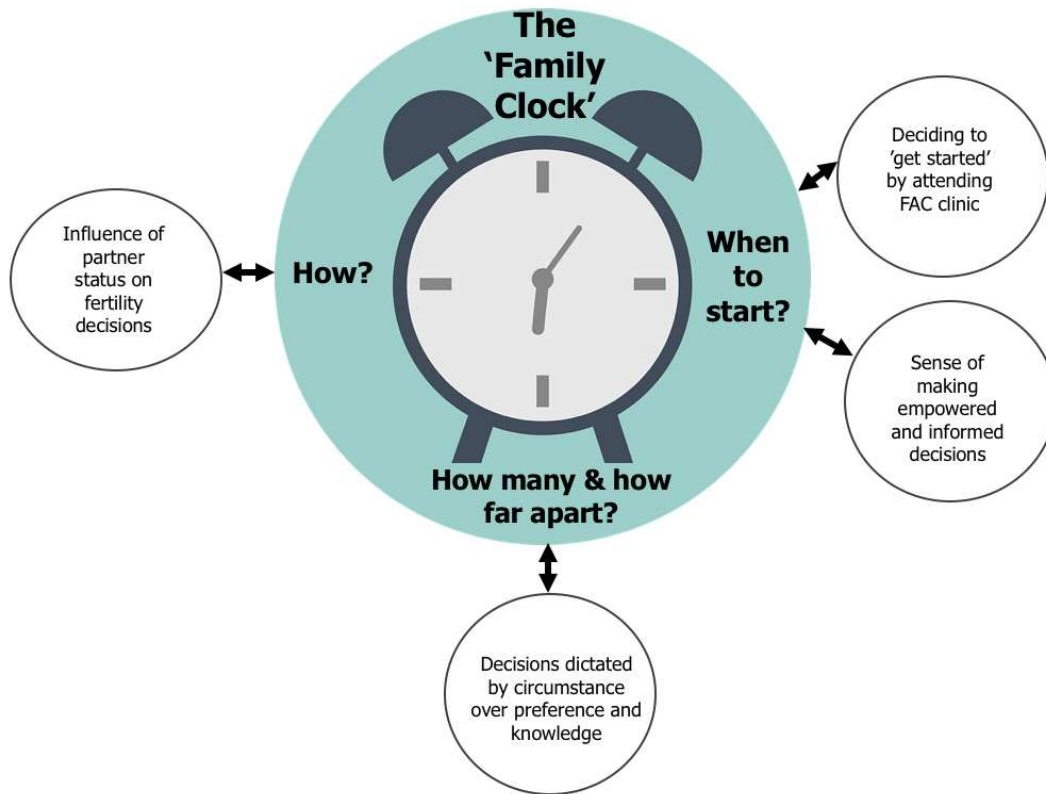 The
‘Family
Clock’
Deciding to
’get started’
by attending
FAC clinic
Influence of
partner
status on
fertility
decisions
How?
When
to
start?
Sense of
making
empowered
and informed
decisions
How many & how
far apart?
Decisions dictated
by circumstance
over preference and
knowledge